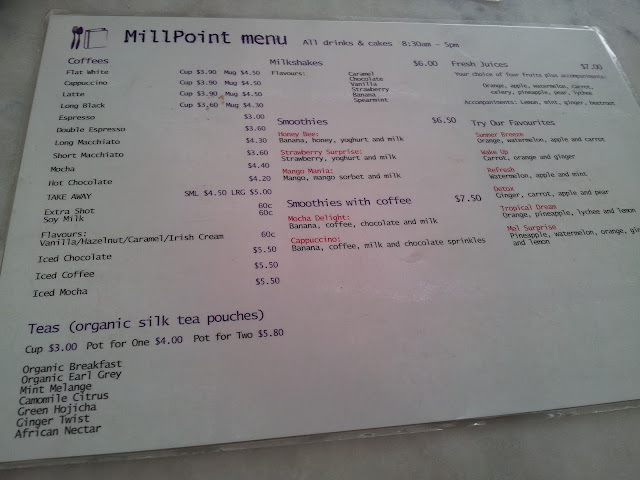 MillPoint menu All drinks & cakes 8:30am - 5pm
Coffees
Flat White Cup $3.90 Mug $4.50
Cappuccino Cup $3.90 Mug $4.50
Latte Cup $3.90 Mug $4.50
Long Black Cup $3.60 Mug $4.30
Espresso $3.00
Double Espresso $3.60
Long Macchiato $4.30
Short Macchiato $3.60
Mocha $4.40
Hot Chocolate $4.20
TAKE AWAY SML $4.50 LRG $5.00
Extra Shot 60c
Soy Milk 60c
Flavours: 60c
Vanilla/Hazelnut/Caramel/Irish Cream
Iced Chocolate $5.50
Iced Coffee $5.50
Iced Mocha $5.50
Teas (organic silk tea pouches)
Cup $3.00 Pot for One $4.00 Pot for Two $5.80
Organic Breakfast
Organic Earl Grey
Mint Melange
Camomile Citrus
Green Hojicha
Ginger Twist
African Nectar
Milkshakes $6.00
Flavours: Caramel
Chocolate
Vanilla
Strawberry
Banana
Spearmint
Smoothies $6.50
Honey Bee:
Banana, honey, yoghurt and milk
Strawberry Surprise:
Strawberry, yoghurt and milk
Mango Mania:
Mango, mango sorbet and milk
Smoothies with coffee $7.50
Mocha Delight:
Banana, coffee, chocolate and milk
Cappuccino:
Banana, coffee, milk and chocolate sprinkles
Fresh Juices $7.00
Your choice of four fruits plus accompaniments:
Orange, apple, watermelon, carrot,
celery, pineapple, pear, lychee
Accompaniments: Lemon, mint, ginger, beetroot
Try Our Favourites
Summer Breeze
Orange, watermelon, apple and carrot
Wake Up
Carrot, orange and ginger
Refresh
Watermelon, apple and mint
Detox
Ginger, carrot, apple and pear
Tropical Dream
Orange, pineapple, lychee and lemon
Mel Surprise
Pineapple, watermelon, orange, gin
and lemon